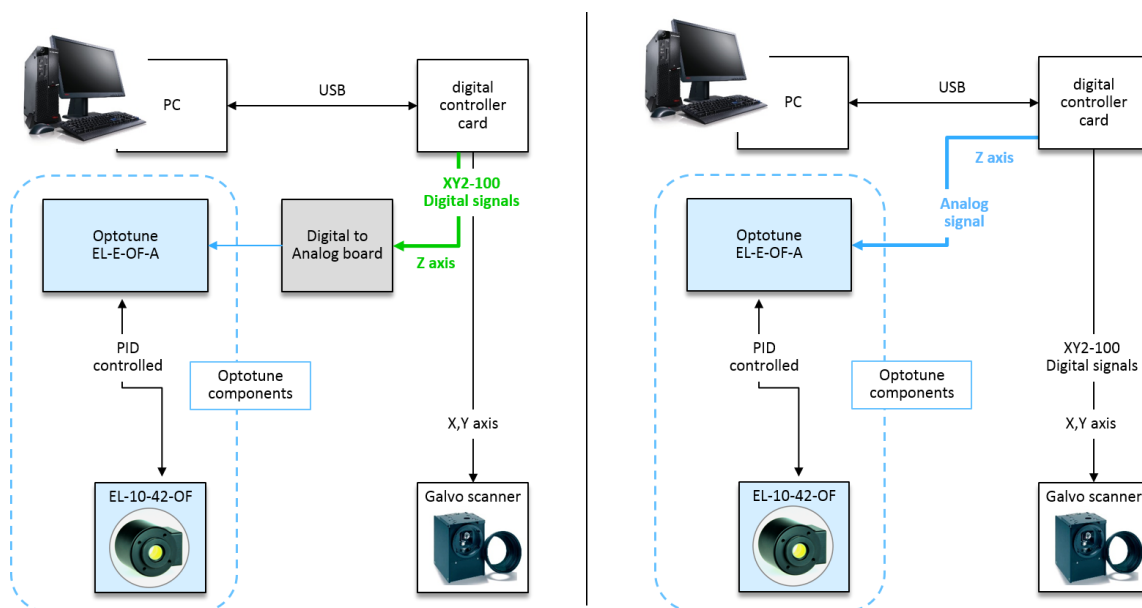 PC
USB
digital
controller
card
XY2-100
Digital signals
Z axis
Optotune
EL-E-OF-A
Digital to
Analog board
PID
controlled
Optotune
components
X,Y axis
EL-10-42-OF
Galvo scanner
PC
USB
digital
controller
card
Z axis
Analog
signal
Optotune
EL-E-OF-A
PID
controlled
XY2-100
Digital signals
Optotune
components
X,Y axis
EL-10-42-OF
Galvo scanner